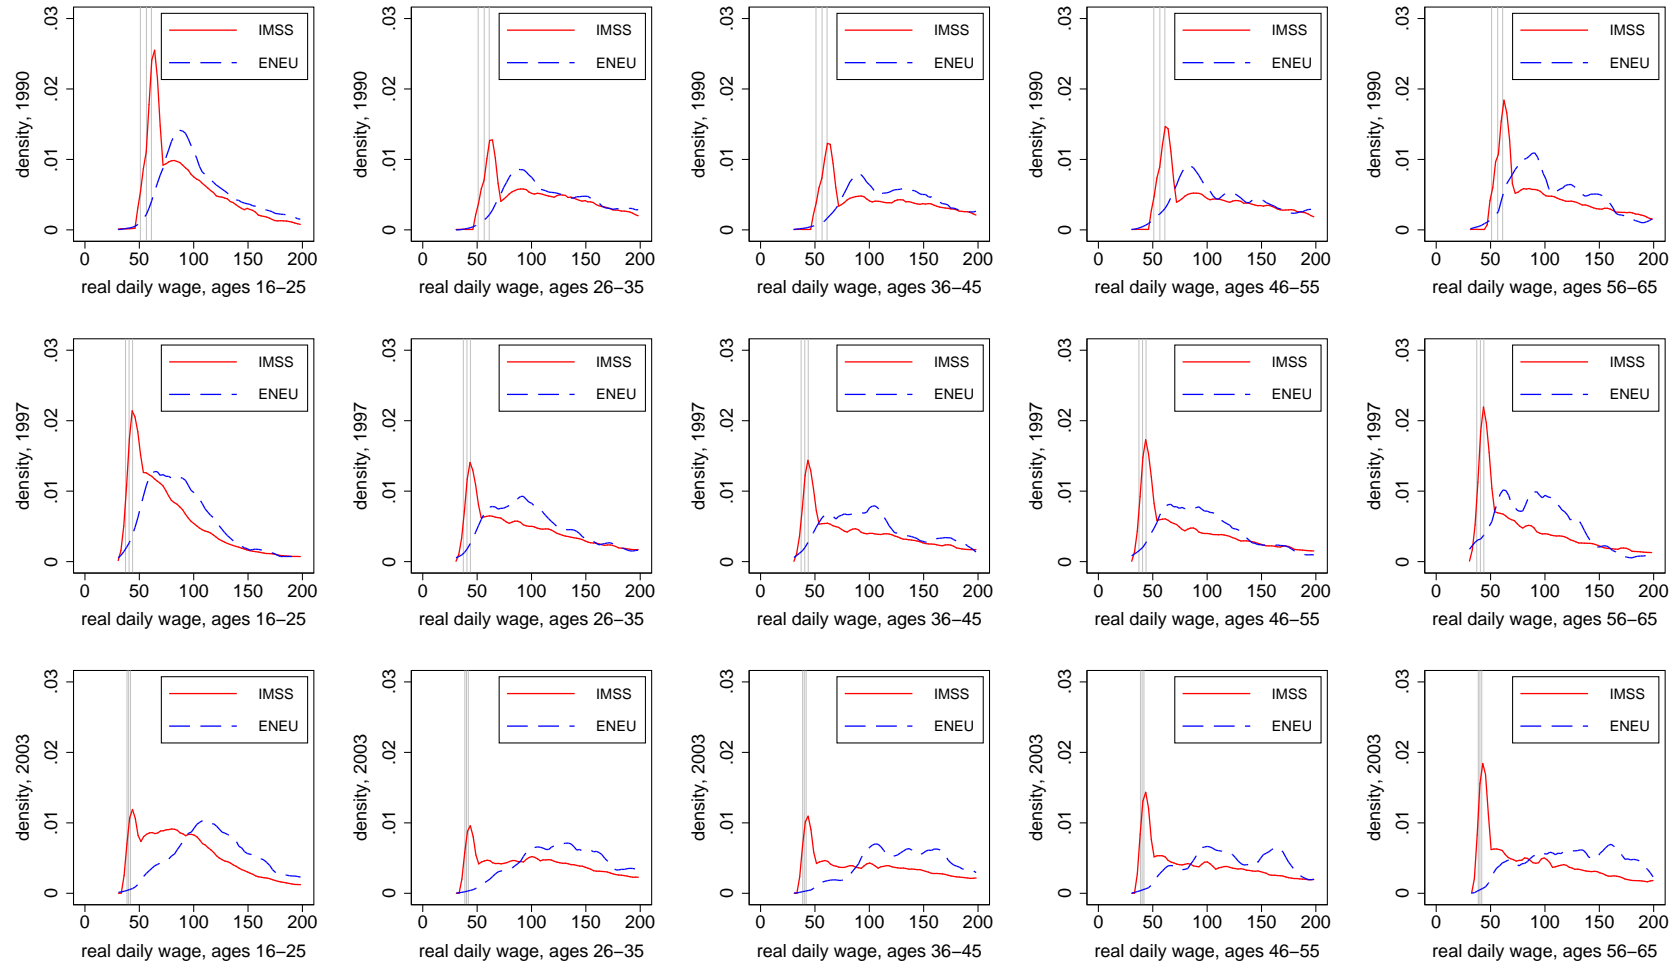 density, 1990
0 .01 .02 .03
IMSS
ENEU
0 50 100 150 200
real daily wage, ages 16−25
density, 1990
0 .01 .02 .03
IMSS
ENEU
0 50 100 150 200
real daily wage, ages 26−35
density, 1990
0 .01 .02 .03
IMSS
ENEU
0 50 100 150 200
real daily wage, ages 36−45
density, 1990
0 .01 .02 .03
IMSS
ENEU
0 50 100 150 200
real daily wage, ages 46−55
density, 1990
0 .01 .02 .03
IMSS
ENEU
0 50 100 150 200
real daily wage, ages 56−65
density, 1997
0 .01 .02 .03
IMSS
ENEU
0 50 100 150 200
real daily wage, ages 16−25
density, 1997
0 .01 .02 .03
IMSS
ENEU
0 50 100 150 200
real daily wage, ages 26−35
density, 1997
0 .01 .02 .03
IMSS
ENEU
0 50 100 150 200
real daily wage, ages 36−45
density, 1997
0 .01 .02 .03
IMSS
ENEU
0 50 100 150 200
real daily wage, ages 46−55
density, 1997
0 .01 .02 .03
IMSS
ENEU
0 50 100 150 200
real daily wage, ages 56−65
density, 2003
0 .01 .02 .03
IMSS
ENEU
0 50 100 150 200
real daily wage, ages 16−25
density, 2003
0 .01 .02 .03
IMSS
ENEU
0 50 100 150 200
real daily wage, ages 26−35
density, 2003
0 .01 .02 .03
IMSS
ENEU
0 50 100 150 200
real daily wage, ages 36−45
density, 2003
0 .01 .02 .03
IMSS
ENEU
0 50 100 150 200
real daily wage, ages 46−55
density, 2003
0 .01 .02 .03
IMSS
ENEU
0 50 100 150 200
real daily wage, ages 56−65